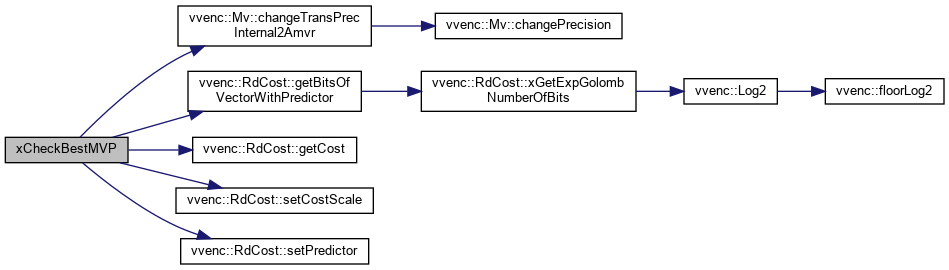 vvenc::Mv::changeTransPrec
Internal2Amvr
vvenc::Mv::changePrecision
vvenc::RdCost::getBitsOf
VectorWithPredictor
vvenc::RdCost::xGetExpGolomb
NumberOfBits
vvenc::Log2
vvenc::floorLog2
xCheckBestMVP
vvenc::RdCost::getCost
vvenc::RdCost::setCostScale
vvenc::RdCost::setPredictor